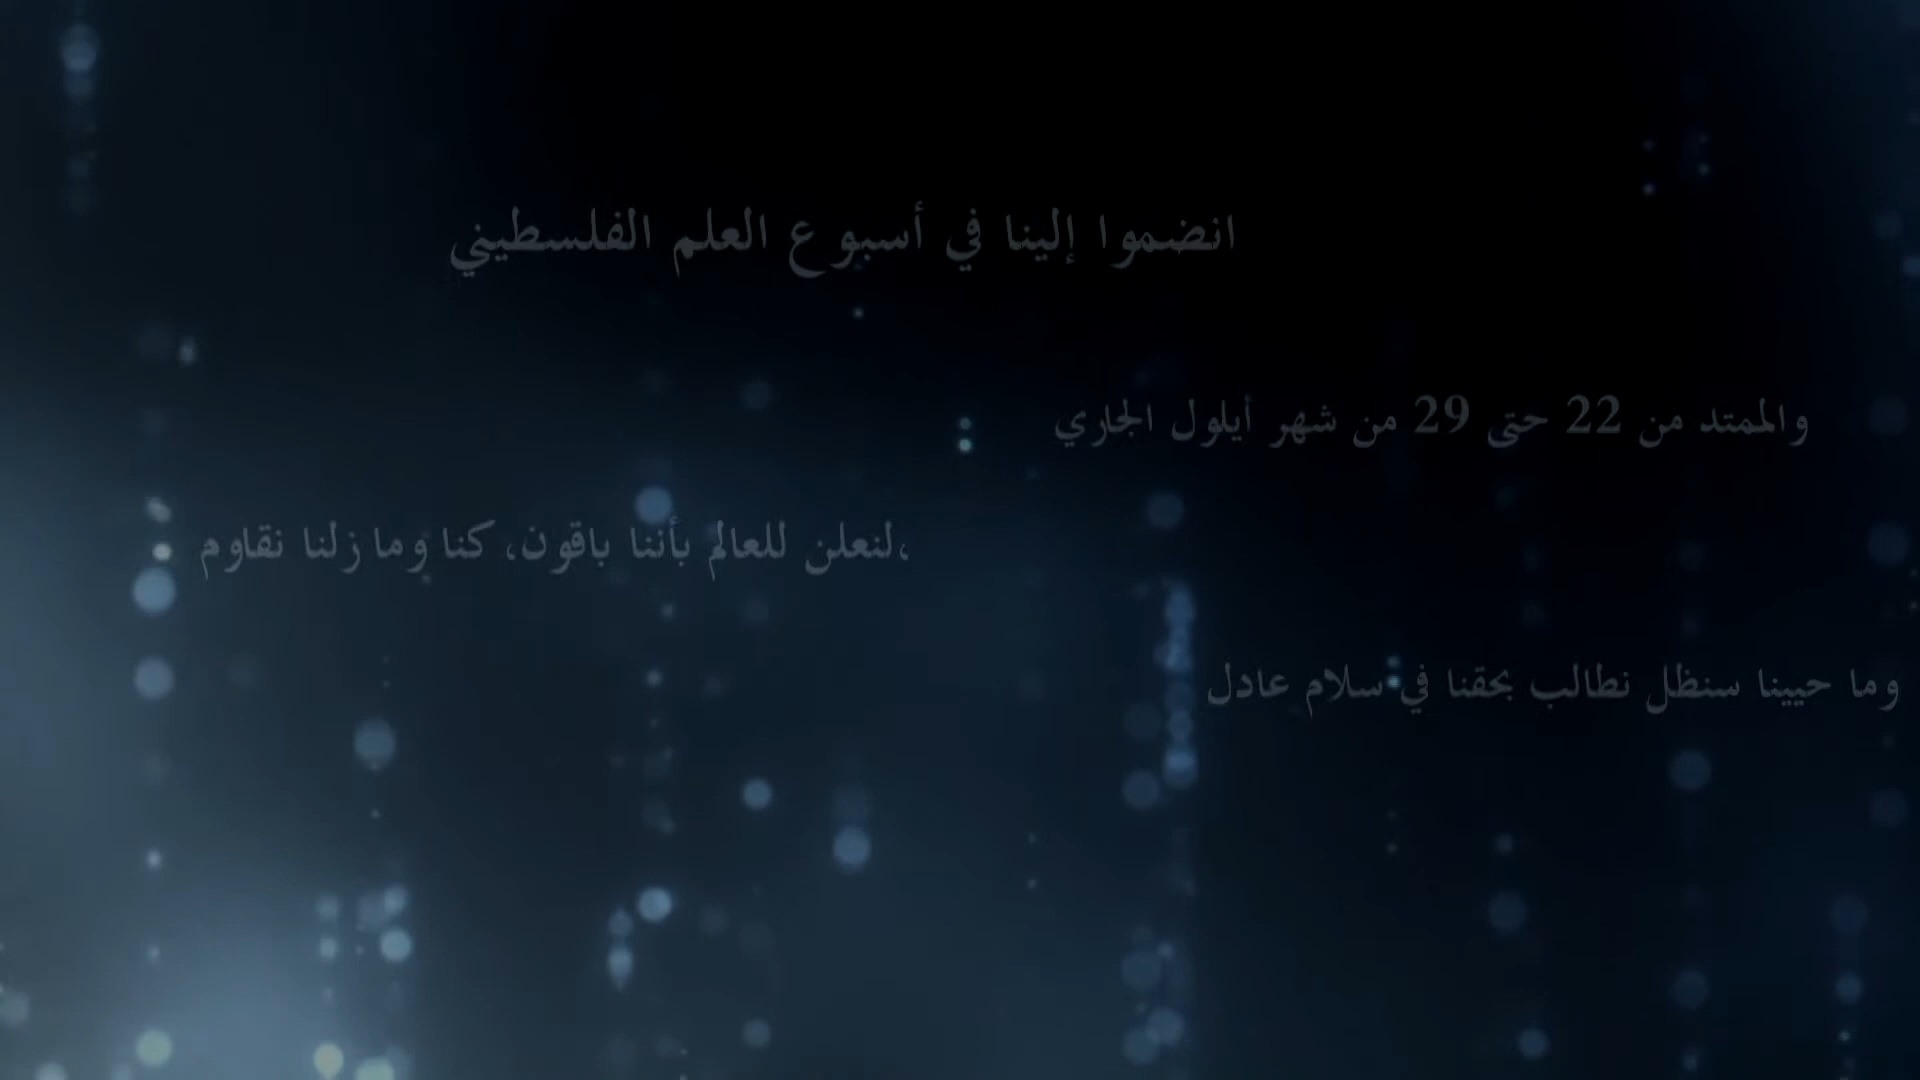 انضموا إلينا في أسبوع العلم الفلسطيني
والممتد من 22 حتى 29 من شهر أيلول الجاري
،لنعلن للعالم بأننا باقون، كنا وما زلنا نقاوم
وما حيينا سنظل نطالب بحقنا في سلام عادل